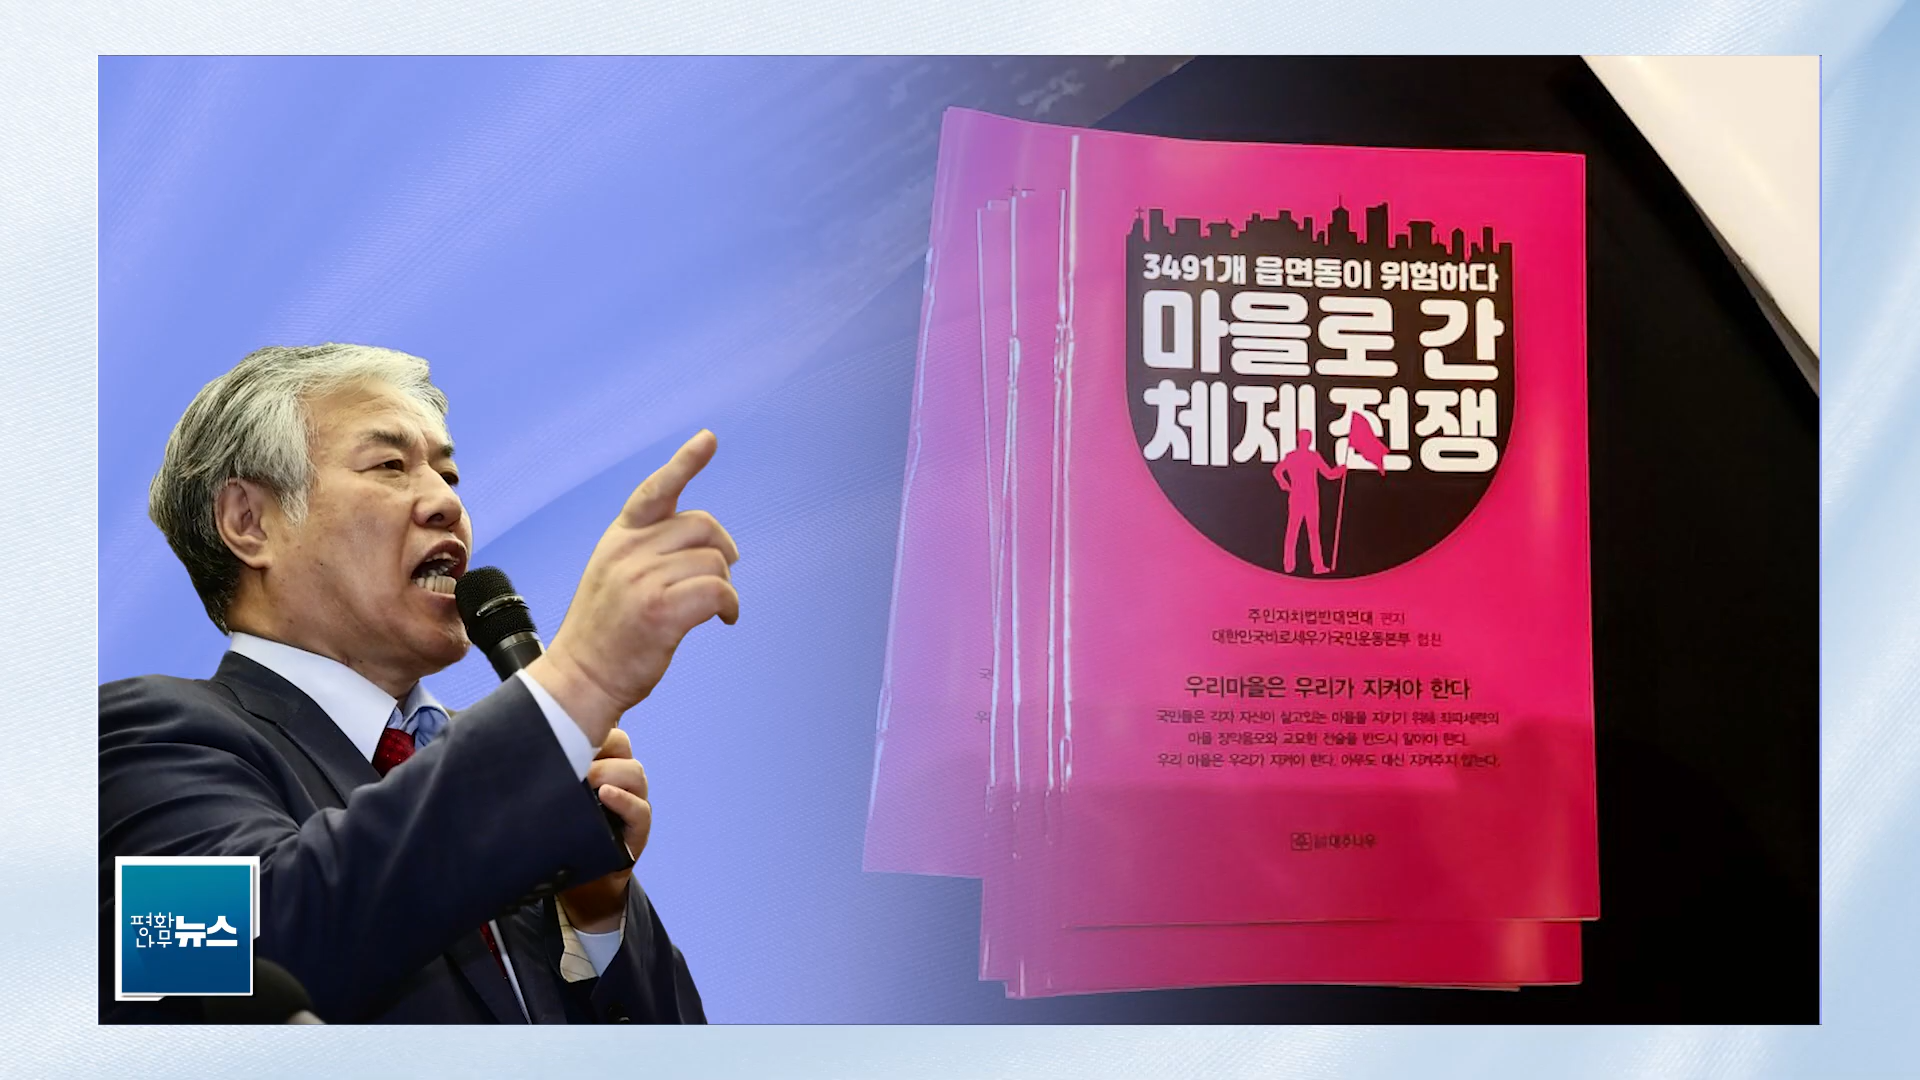 3491개 읍면동이 위험하다
마을로 간
체제전쟁
주민자치법반대연대 편저
대한민국바로세우기국민운동본부 협찬
우리마을은 우리가 지켜야 한다
국민들은 각자 자신이 살고있는 마을을 지키기 위해 좌파세력의
마을 장악음모와 교묘한 전술을 반드시 알아야 한다.
우리 마을은 우리가 지켜야 한다. 아무도 대신 지켜주지 않는다.
대추나무
평화
나무 뉴스